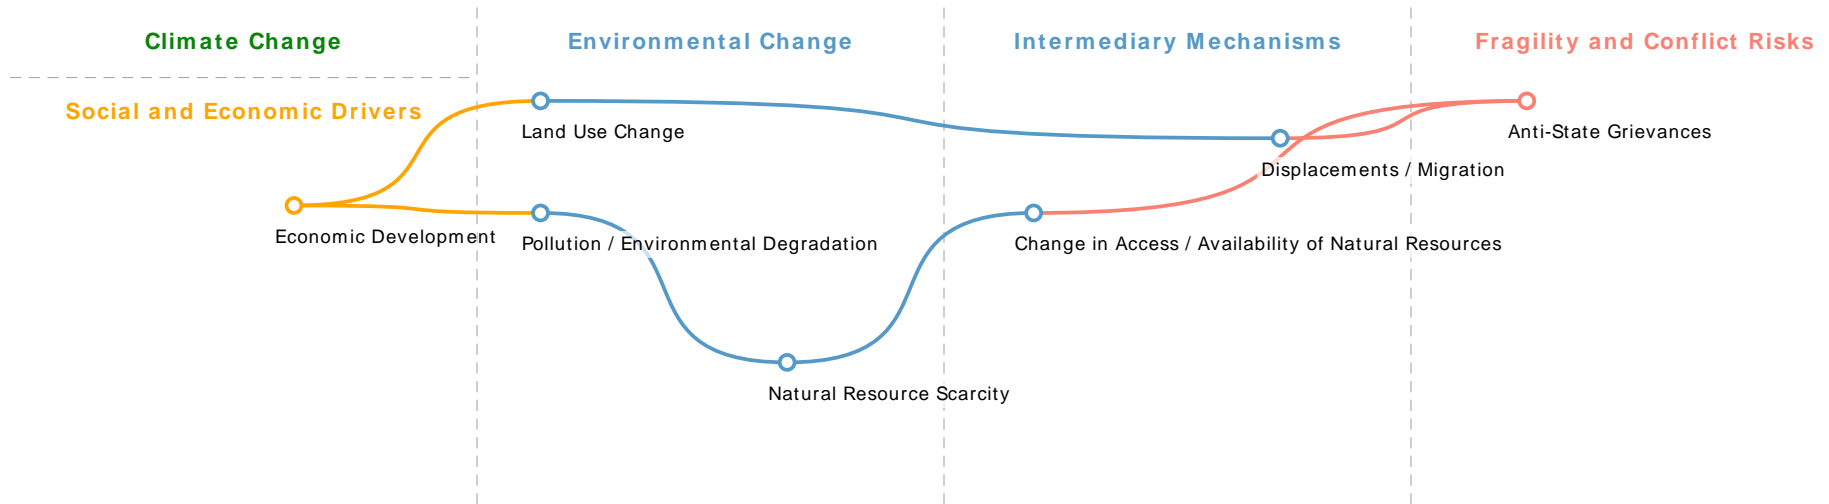 Climate Change
Environmental Change
Intermediary Mechanisms
Fragility and Conflict Risks
Social and Economic Drivers
Land Use Change
Anti-State Grievances
Displacements / Migration
Economic Development
Pollution / Environmental Degradation
Change in Access / Availability of Natural Resources
Natural Resource Scarcity